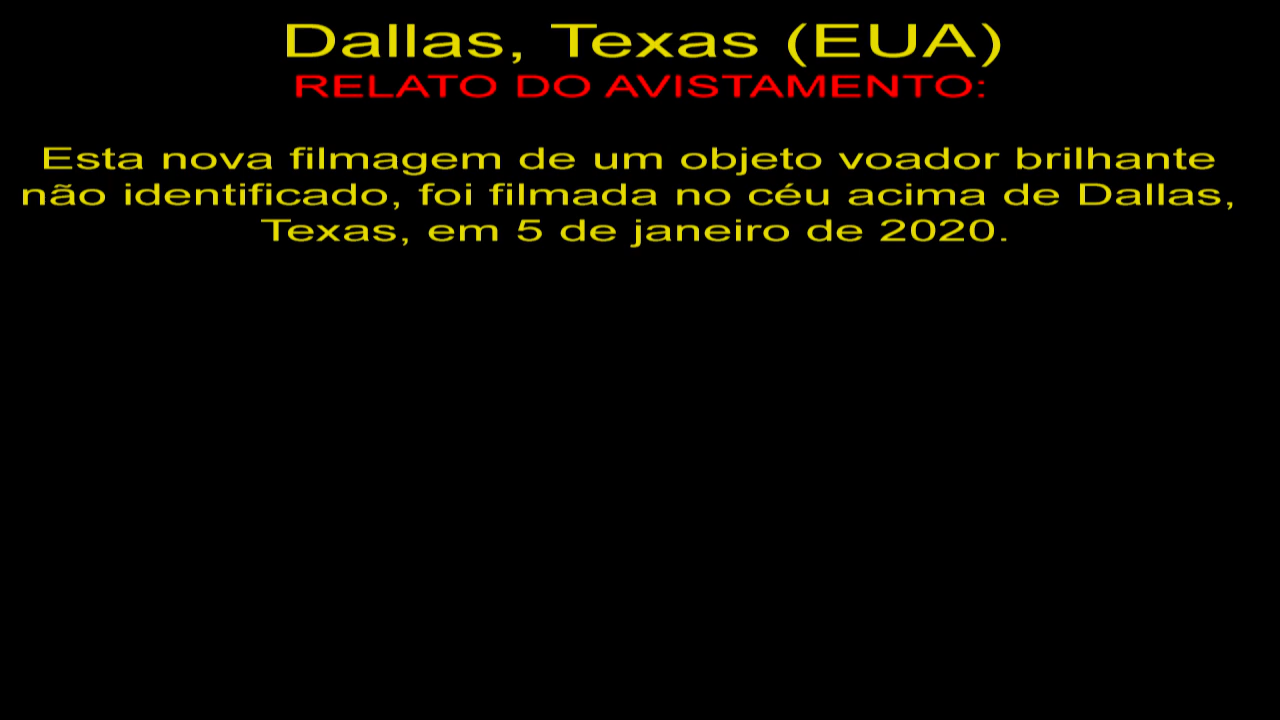 Dallas, Texas (EUA)
RELATO DO AVISTAMENTO:
Esta nova filmagem de um objeto voador brilhante
não identificado, foi filmada no céu acima de Dallas,
Texas, em 5 de janeiro de 2020.